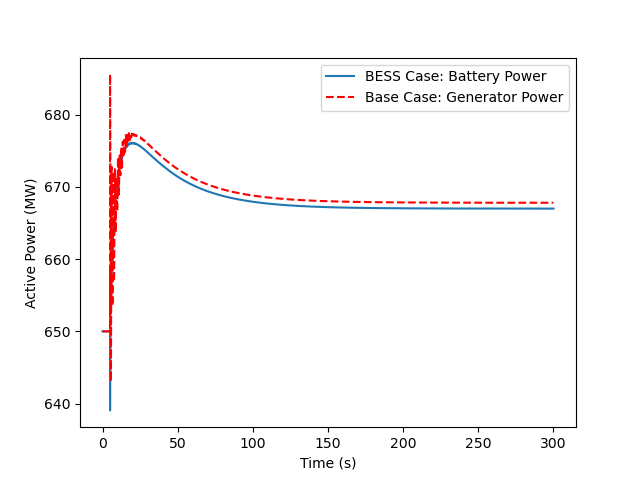 BESS Case: Battery Power
Base Case: Generator Power
Active Power (MW)
680
670
660
650
640
0 50 100 150 200 250 300
Time (s)